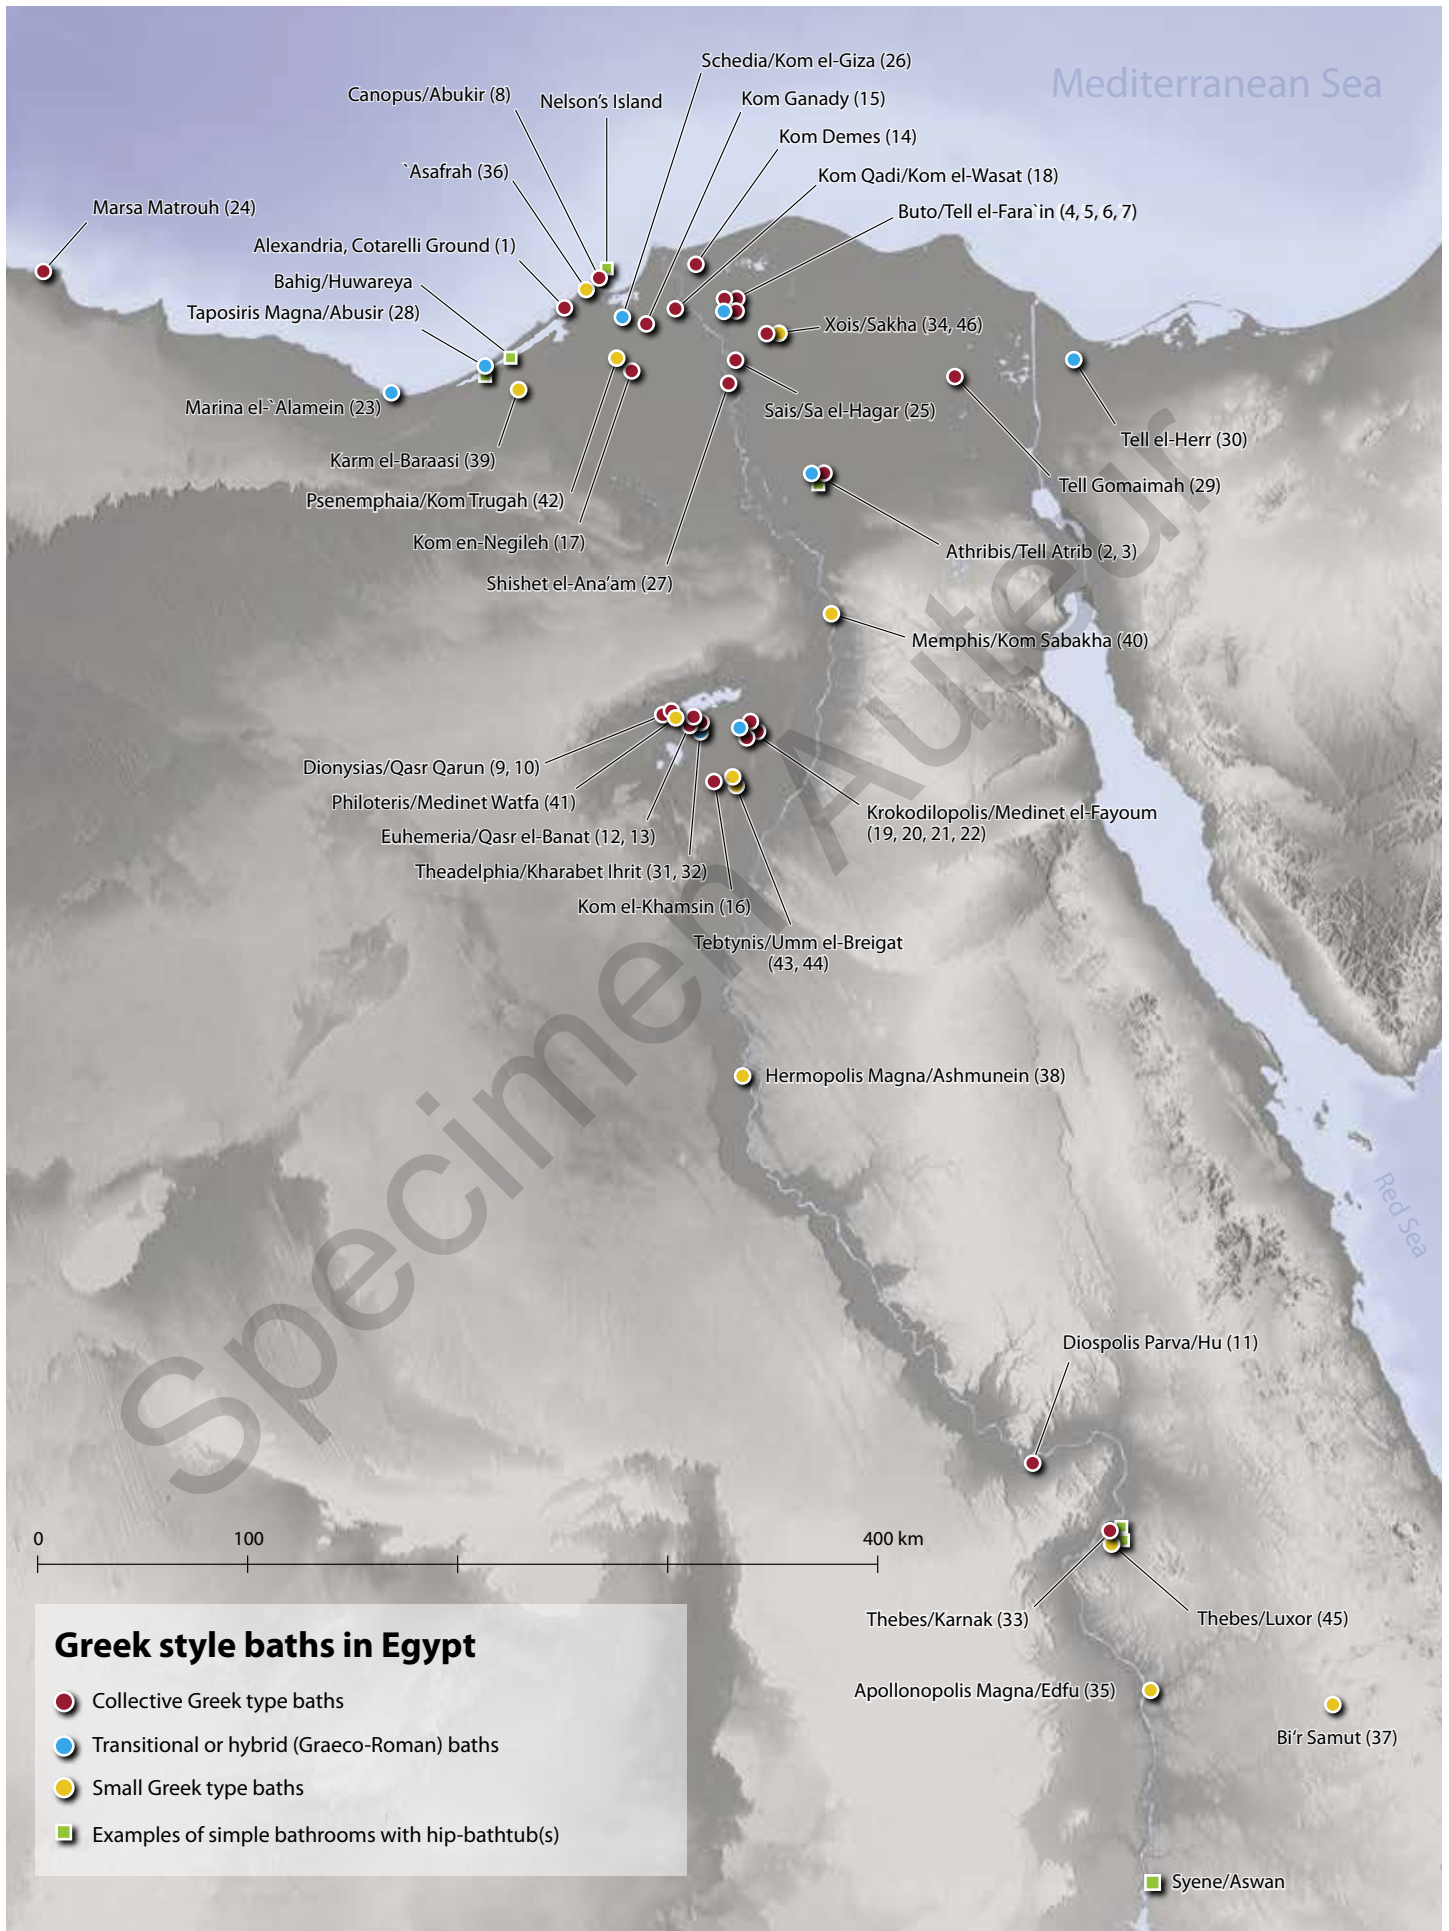 Schedia/Kom el-Giza (26)
Mediterranean Sea
Canopus/Abukir (8)
Nelson's Island
Kom Ganady (15)
Kom Demes (14)
`Asafrah (36)
Kom Qadi/Kom el-Wasat (18)
Marsa Matrouh (24)
Buto/Tell el-Fara`in (4, 5, 6, 7)
Alexandria, Cotarelli Ground (1)
Bahig/Huwareya
Taposiris Magna/Abusir (28)
Xois/Sakha (34, 46)
Marina el-`Alamein (23)
Sais/Sa el-Hagar (25)
Tell el-Herr (30)
Karm el-Baraasi (39)
Tell Gomaimah (29)
Psenemphaia/Kom Trugah (42)
Kom en-Negileh (17)
Athribis/Tell Atrib (2, 3)
Shishet el-Ana'am (27)
Memphis/Kom Sabakha (40)
Dionysias/Qasr Qarun (9, 10)
Philoteris/Medinet Watfa (41)
Krokodilopolis/Medinet el-Fayoum
(19, 20, 21, 22)
Euhemeria/Qasr el-Banat (12, 13)
Theadelphia/Kharabet Ihrit (31, 32)
Kom el-Khamsin (16)
Tebtynis/Umm el-Breigat
(43, 44)
Specimen Auteur
Hermopolis Magna/Ashmunein (38)
Red Sea
Diospolis Parva/Hu (11)
0 100 400 km
Thebes/Karnak (33)
Thebes/Luxor (45)
Greek style baths in Egypt
Collective Greek type baths
Transitional or hybrid (Graeco-Roman) baths
Small Greek type baths
Examples of simple bathrooms with hip-bathtub(s)
Apollonopolis Magna/Edfu (35)
Bi'r Samut (37)
Syene/Aswan